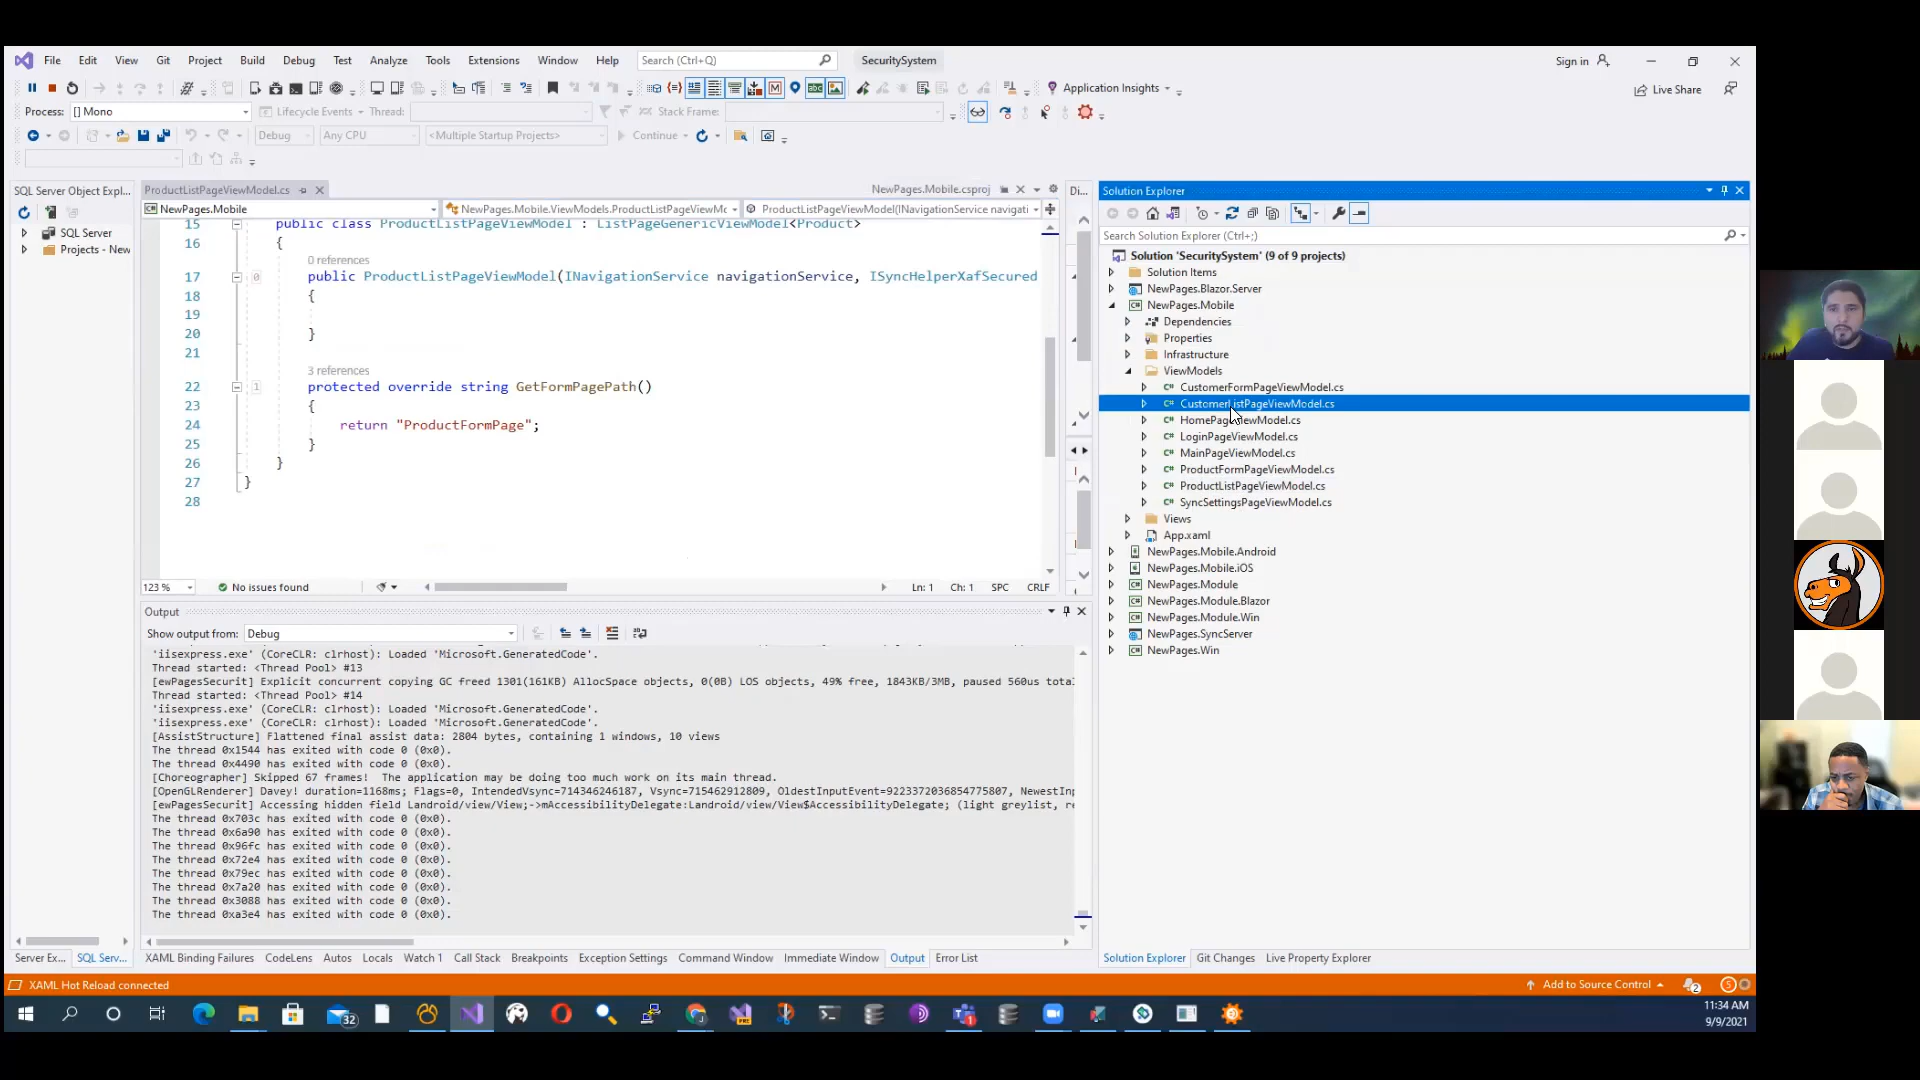 File Edit View Git Project Build Debug Test Analyze Tools Extensions Window Help Search (Ctrl+Q) SecuritySystem Sign in
Application Insights Live Share
Process: [] Mono Lifecycle Events Thread: Stack Frame:
Debug Any CPU <Multiple Startup Projects> Continue
SQL Server Object Expl...
SQL Server
Projects - New
ProductListPageViewModel.cs NewPages.Mobile.csproj Di...
NewPages.Mobile NewPages.Mobile.ViewModels.ProductListPageViewMc ProductListPageViewModel(INavigationService navigati
15 public class ProductListPageViewModel : ListPageGenericViewModel<Product>
16 {
0 references
17 public ProductListPageViewModel(INavigationService navigationService, ISyncHelperXafSecured
18 {
19
20 }
21
3 references
22 protected override string GetFormPagePath()
23 {
24 return "ProductFormPage";
25 }
26 }
27 }
28
123 % No issues found Ln: 1 Ch: 1 SPC CRLF
Output
Show output from: Debug
'iisexpress.exe' (CoreCLR: clrhost): Loaded 'Microsoft.GeneratedCode'.
Thread started: <Thread Pool> #13
[ewPagesSecurit] Explicit concurrent copying GC freed 1301(161KB) AllocSpace objects, 0(0B) LOS objects, 49% free, 1843KB/3MB, paused 560us total
Thread started: <Thread Pool> #14
'iisexpress.exe' (CoreCLR: clrhost): Loaded 'Microsoft.GeneratedCode'.
'iisexpress.exe' (CoreCLR: clrhost): Loaded 'Microsoft.GeneratedCode'.
[AssistStructure] Flattened final assist data: 2804 bytes, containing 1 windows, 10 views
The thread 0x1544 has exited with code 0 (0x0).
The thread 0x4490 has exited with code 0 (0x0).
[Choreographer] Skipped 67 frames!  The application may be doing too much work on its main thread.
[OpenGLRenderer] Davey! duration=1168ms; Flags=0, IntendedVsync=714346246187, Vsync=715462912809, OldestInputEvent=9223372036854775807, NewestInp
[ewPagesSecurit] Accessing hidden field Landroid/view/View;->mAccessibilityDelegate:Landroid/view/View$AccessibilityDelegate; (light greylist, re
The thread 0x703c has exited with code 0 (0x0).
The thread 0x6a90 has exited with code 0 (0x0).
The thread 0x96fc has exited with code 0 (0x0).
The thread 0x72e4 has exited with code 0 (0x0).
The thread 0x79ec has exited with code 0 (0x0).
The thread 0x7a20 has exited with code 0 (0x0).
The thread 0x3088 has exited with code 0 (0x0).
The thread 0xa3e4 has exited with code 0 (0x0).
Server Ex... SQL Serv... XAML Binding Failures CodeLens Autos Locals Watch 1 Call Stack Breakpoints Exception Settings Command Window Immediate Window Output Error List
Solution Explorer
Search Solution Explorer (Ctrl+;)
Solution 'SecuritySystem' (9 of 9 projects)
Solution Items
NewPages.Blazor.Server
NewPages.Mobile
Dependencies
Properties
Infrastructure
ViewModels
CustomerFormPageViewModel.cs
CustomerListPageViewModel.cs
HomePageViewModel.cs
LoginPageViewModel.cs
MainPageViewModel.cs
ProductFormPageViewModel.cs
ProductListPageViewModel.cs
SyncSettingsPageViewModel.cs
Views
App.xaml
NewPages.Mobile.Android
NewPages.Mobile.iOS
NewPages.Module
NewPages.Module.Blazor
NewPages.Module.Win
NewPages.SyncServer
NewPages.Win
Solution Explorer Git Changes Live Property Explorer
XAML Hot Reload connected Add to Source Control 2 5
32
11:34 AM
9/9/2021